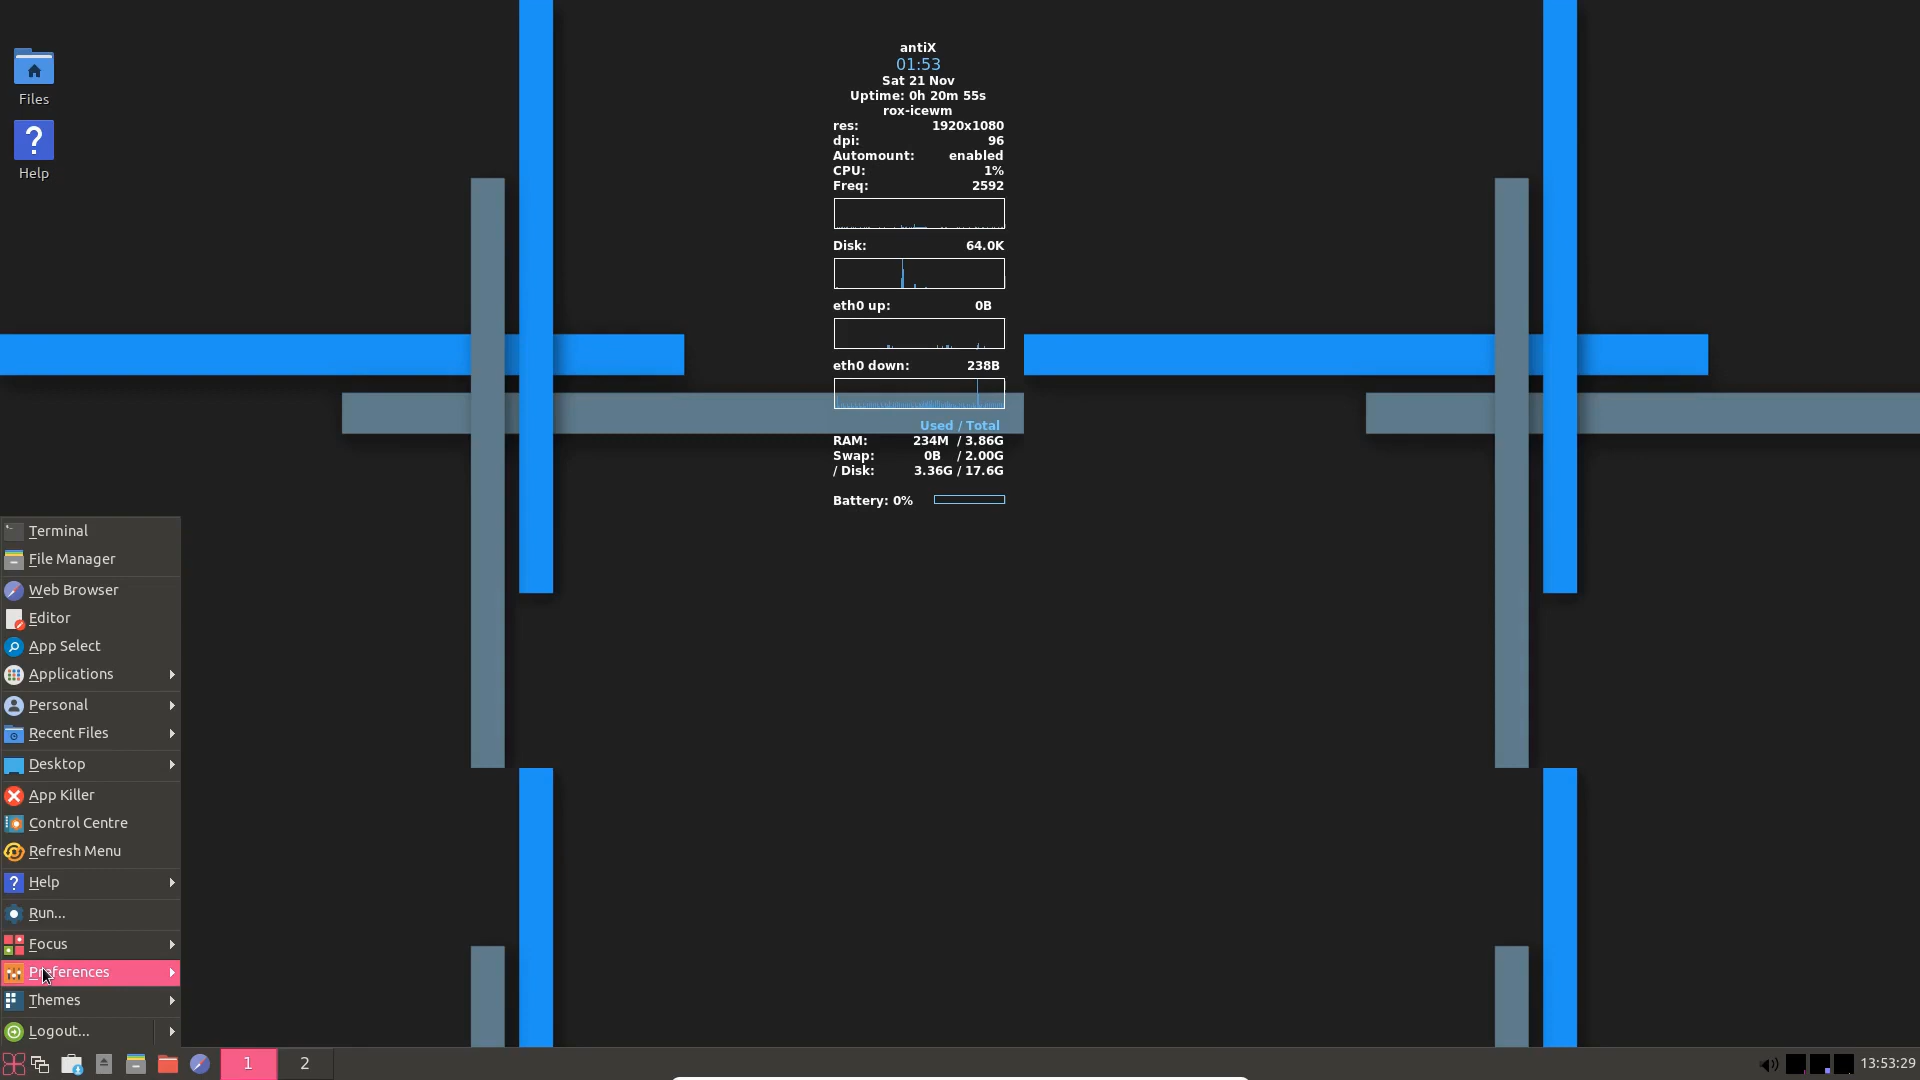 Files
Help
antiX
01:53
Sat 21 Nov
Uptime: 0h 20m 55s
rox-icewm
res: 1920x1080
dpi: 96
Automount: enabled
CPU: 1%
Freq: 2592
Disk: 64.0K
eth0 up: 0B
eth0 down: 238B
Used / Total
RAM: 234M / 3.86G
Swap: 0B / 2.00G
/ Disk: 3.36G / 17.6G
Battery: 0%
Terminal
File Manager
Web Browser
Editor
App Select
Applications
Personal
Recent Files
Desktop
App Killer
Control Centre
Refresh Menu
Help
Run...
Focus
Preferences
Themes
Logout...
1 2 13:53:29